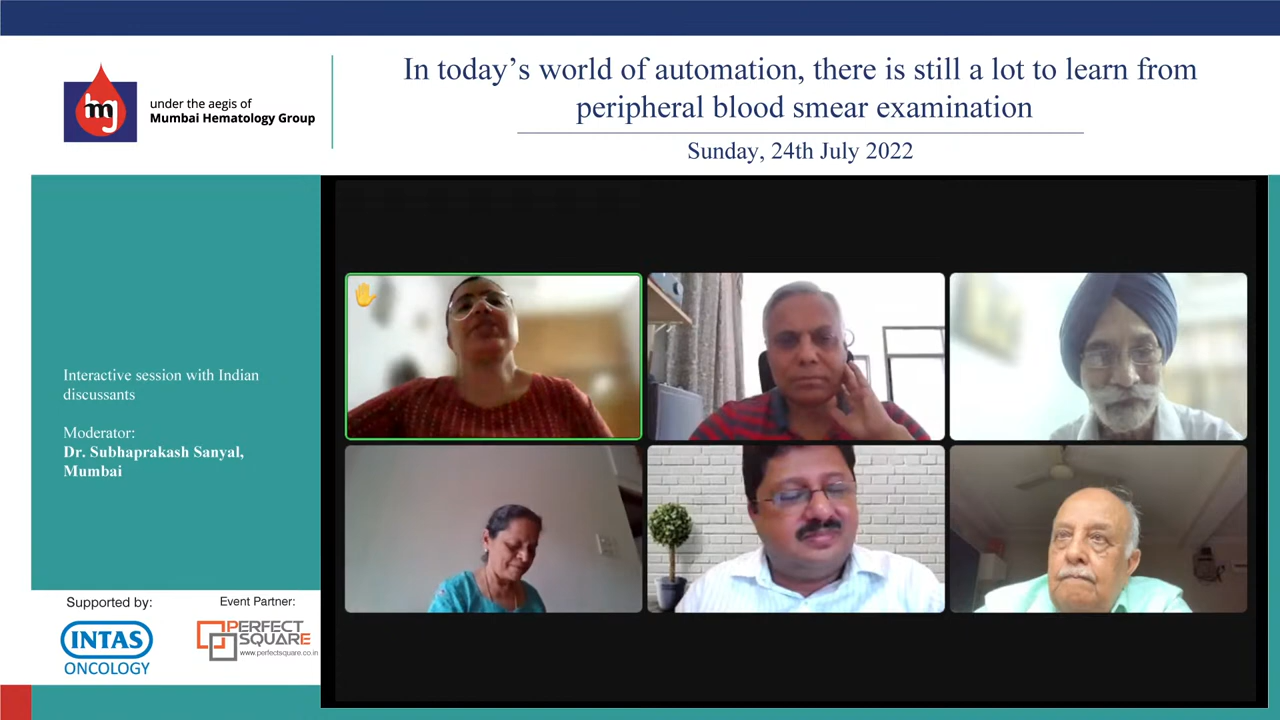 In today's world of automation, there is still a lot to learn from
peripheral blood smear examination
Sunday, 24th July 2022
hmg
under the aegis of
Mumbai Hematology Group
Interactive session with Indian
discussants
Moderator:
Dr. Subhaprakash Sanyal,
Mumbai
Supported by:
INTAS
ONCOLOGY
Event Partner:
PERFECT
SQUARE
www.perfectsquare.co.in